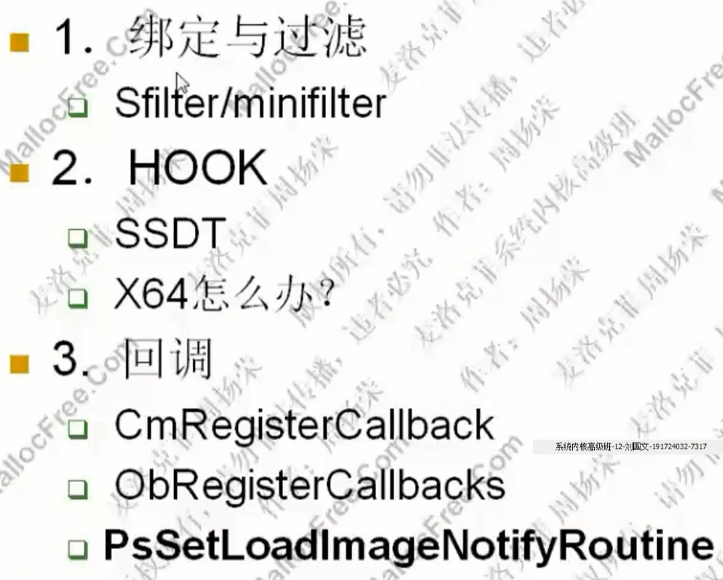 1. 绑定与过滤
Sfilter/minifilter
2. HOOK
SSDT
X64怎么办?
3. 回调
CmRegisterCallback
系统内核高级班-12-刘国文-191724032-7317
ObRegisterCallbacks
PsSetLoadImageNotifyRoutine
MallocFree.Com
麦洛克菲 周扬荣
版权所有,请勿非法传播,违者必究 作者:周扬荣
麦洛克菲系统内核高级班